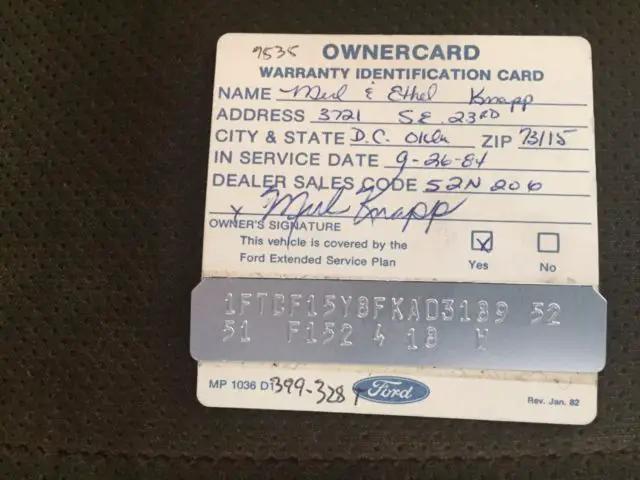 7535 OWNERCARD
WARRANTY IDENTIFICATION CARD
NAME Merl & Ethel Knapp
ADDRESS 3721 S.E. 23RD
CITY & STATE D.C. Okla ZIP 73115
IN SERVICE DATE 9-26-84
DEALER SALES CODE 52N 206
x Merl Knapp
OWNER'S SIGNATURE
This vehicle is covered by the
Ford Extended Service Plan
Yes No
1FTCF15Y8FKAD3189 52
51 F152 4 18 Y
MP 1036 D1 399-328 Ford Rev. Jan. 82